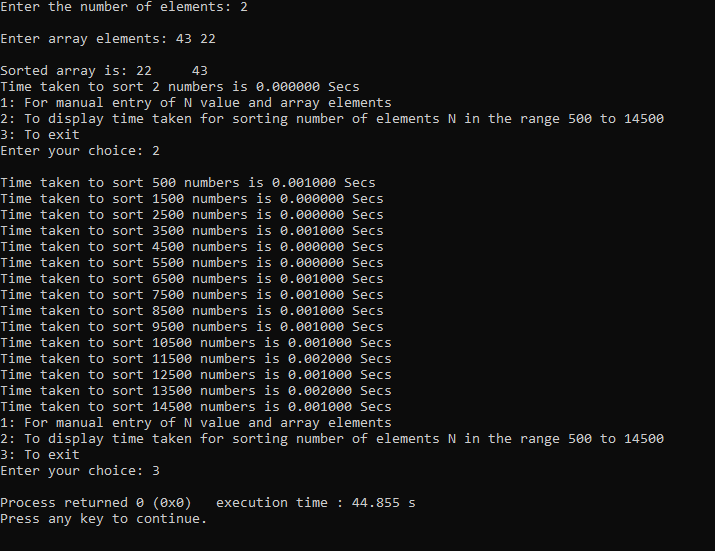 Enter the number of elements: 2
Enter array elements: 43 22
Sorted array is: 22     43
Time taken to sort 2 numbers is 0.000000 Secs
1: For manual entry of N value and array elements
2: To display time taken for sorting number of elements N in the range 500 to 14500
3: To exit
Enter your choice: 2
Time taken to sort 500 numbers is 0.001000 Secs
Time taken to sort 1500 numbers is 0.000000 Secs
Time taken to sort 2500 numbers is 0.000000 Secs
Time taken to sort 3500 numbers is 0.001000 Secs
Time taken to sort 4500 numbers is 0.000000 Secs
Time taken to sort 5500 numbers is 0.000000 Secs
Time taken to sort 6500 numbers is 0.001000 Secs
Time taken to sort 7500 numbers is 0.001000 Secs
Time taken to sort 8500 numbers is 0.001000 Secs
Time taken to sort 9500 numbers is 0.001000 Secs
Time taken to sort 10500 numbers is 0.001000 Secs
Time taken to sort 11500 numbers is 0.002000 Secs
Time taken to sort 12500 numbers is 0.001000 Secs
Time taken to sort 13500 numbers is 0.002000 Secs
Time taken to sort 14500 numbers is 0.001000 Secs
1: For manual entry of N value and array elements
2: To display time taken for sorting number of elements N in the range 500 to 14500
3: To exit
Enter your choice: 3
Process returned 0 (0x0)   execution time : 44.855 s
Press any key to continue.